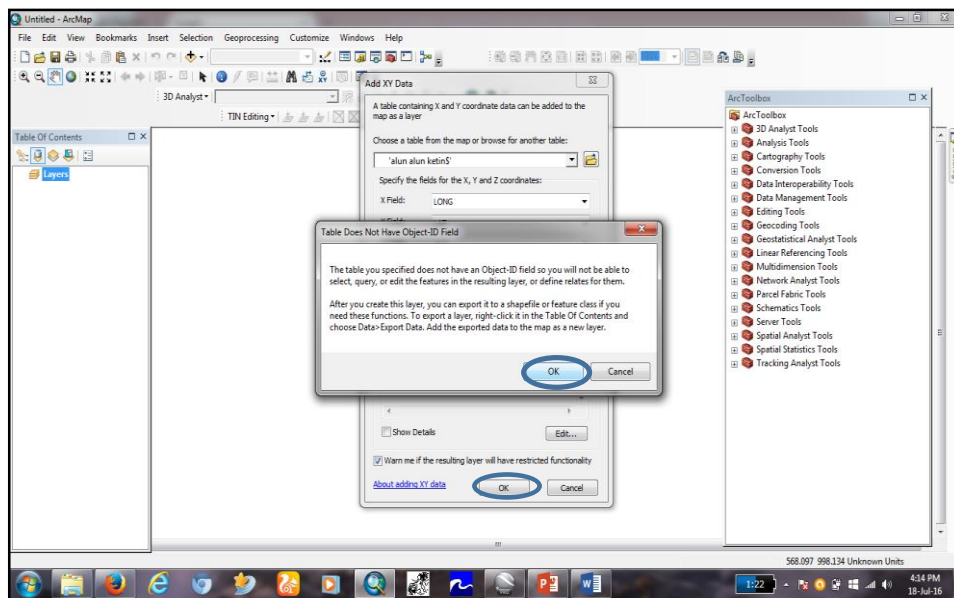 Untitled - ArcMap
File Edit View Bookmarks Insert Selection Geoprocessing Customize Windows Help
3D Analyst
TIN Editing
Table Of Contents
Layers
Add XY Data
A table containing X and Y coordinate data can be added to the
map as a layer
Choose a table from the map or browse for another table:
'alun alun ketin$'
Specify the fields for the X, Y and Z coordinates:
X Field: LONG
Table Does Not Have Object-ID Field
The table you specified does not have an Object-ID field so you will not be able to
select, query, or edit the features in the resulting layer, or define relates for them.
After you create this layer, you can export it to a shapefile or feature class if you
need these functions. To export a layer, right-click it in the Table Of Contents and
choose Data>Export Data. Add the exported data to the map as a new layer.
OK Cancel
Show Details
Edit...
Warn me if the resulting layer will have restricted functionality
About adding XY data
OK Cancel
ArcToolbox
ArcToolbox
3D Analyst Tools
Analysis Tools
Cartography Tools
Conversion Tools
Data Interoperability Tools
Data Management Tools
Editing Tools
Geocoding Tools
Geostatistical Analyst Tools
Linear Referencing Tools
Multidimension Tools
Network Analyst Tools
Parcel Fabric Tools
Schematics Tools
Server Tools
Spatial Analyst Tools
Spatial Statistics Tools
Tracking Analyst Tools
568.097 998.134 Unknown Units
1:22
4:14 PM
18-Jul-16